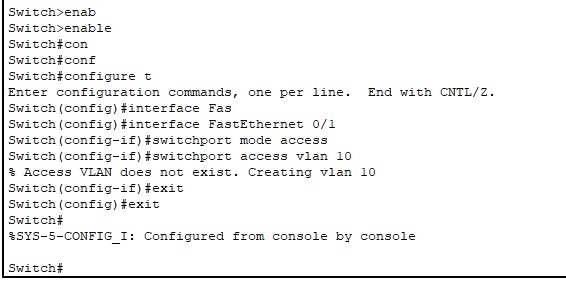 Switch>enab
Switch>enable
Switch#con
Switch#conf
Switch#configure t
Enter configuration commands, one per line.  End with CNTL/Z.
Switch(config)#interface Fas
Switch(config)#interface FastEthernet 0/1
Switch(config-if)#switchport mode access
Switch(config-if)#switchport access vlan 10
% Access VLAN does not exist. Creating vlan 10
Switch(config-if)#exit
Switch(config)#exit
Switch#
%SYS-5-CONFIG_I: Configured from console by console
Switch#